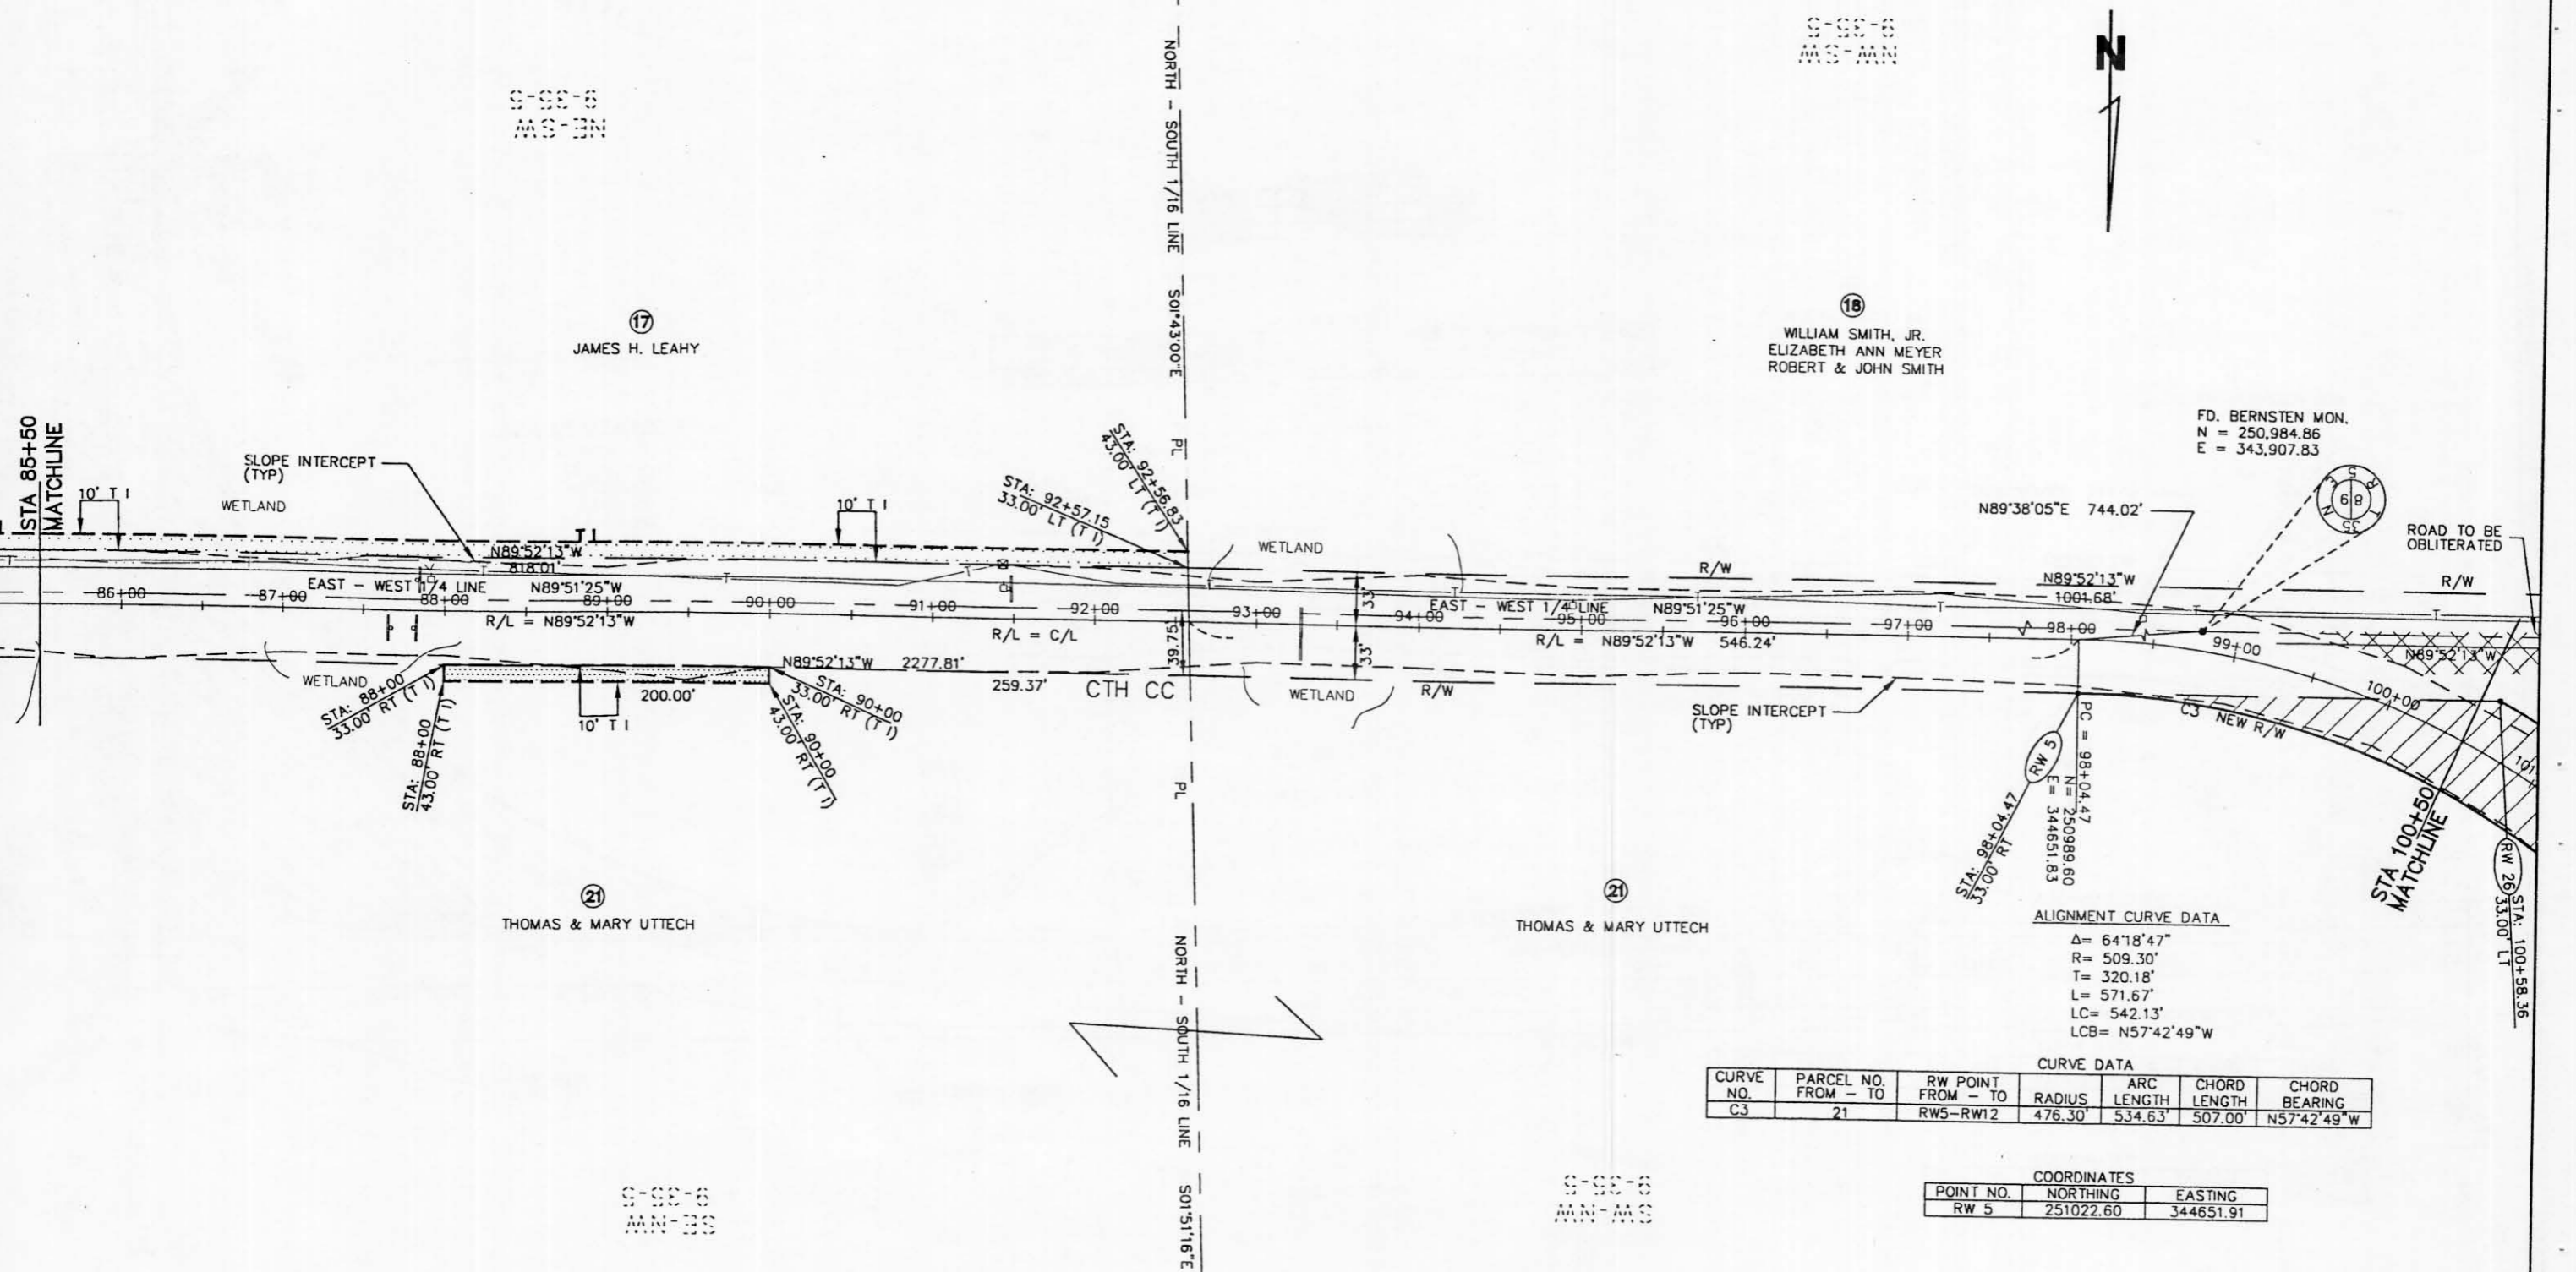 9-35-5
NE-SW
NORTH - SOUTH 1/16 LINE S01°43'00"E
9-35-5
NW-SW
N
17
JAMES H. LEAHY
18
WILLIAM SMITH, JR.
ELIZABETH ANN MEYER
ROBERT & JOHN SMITH
FD. BERNSTEN MON.
N = 250,984.86
E = 343,907.83
R 5 E
8 9
T 35 N
ROAD TO BE
OBLITERATED
N89°38'05"E 744.02'
STA 85+50
MATCHLINE
10' T I
SLOPE INTERCEPT
(TYP)
WETLAND
T I
10' T I
STA: 92+57.15
33.00' LT (T I)
STA: 92+56.83
43.00' LT (T I)
PL
WETLAND
R/W
N89°52'13"W
1001.68'
R/W
N89°52'13"W
818.01'
EAST - WEST 1/4 LINE N89°51'25"W
EAST - WEST 1/4 LINE N89°51'25"W
86+00
87+00
88+00
89+00
90+00
91+00
92+00
93+00
94+00
95+00
96+00
97+00
98+00
99+00
100+00
101
R/L = N89°52'13"W
R/L = C/L
R/L = N89°52'13"W 546.24'
33'
33'
39.75'
N89°52'13"W
N89°52'13"W 2277.81'
259.37'
CTH CC
WETLAND
WETLAND
R/W
200.00'
10' T I
STA: 88+00
33.00' RT (T I)
STA: 88+00
43.00' RT (T I)
STA: 90+00
33.00' RT (T I)
STA: 90+00
43.00' RT (T I)
SLOPE INTERCEPT
(TYP)
C3 NEW R/W
PL
RW 5
STA: 98+04.47
33.00' RT
PC = 98+04.47
N= 250989.60
E= 344651.83
STA 100+50
MATCHLINE
RW 26
STA: 100+58.36
33.00' LT
21
THOMAS & MARY UTTECH
21
THOMAS & MARY UTTECH
NORTH - SOUTH 1/16 LINE S01°51'16"E
ALIGNMENT CURVE DATA
Δ= 64°18'47"
R= 509.30'
T= 320.18'
L= 571.67'
LC= 542.13'
LCB= N57°42'49"W
CURVE DATA
CURVE NO. PARCEL NO. FROM - TO RW POINT FROM - TO RADIUS ARC LENGTH CHORD LENGTH CHORD BEARING
C3 21 RW5-RW12 476.30' 534.63' 507.00' N57°42'49"W
COORDINATES
POINT NO. NORTHING EASTING
RW 5 251022.60 344651.91
9-35-5
SE-NW
9-35-5
SW-NW